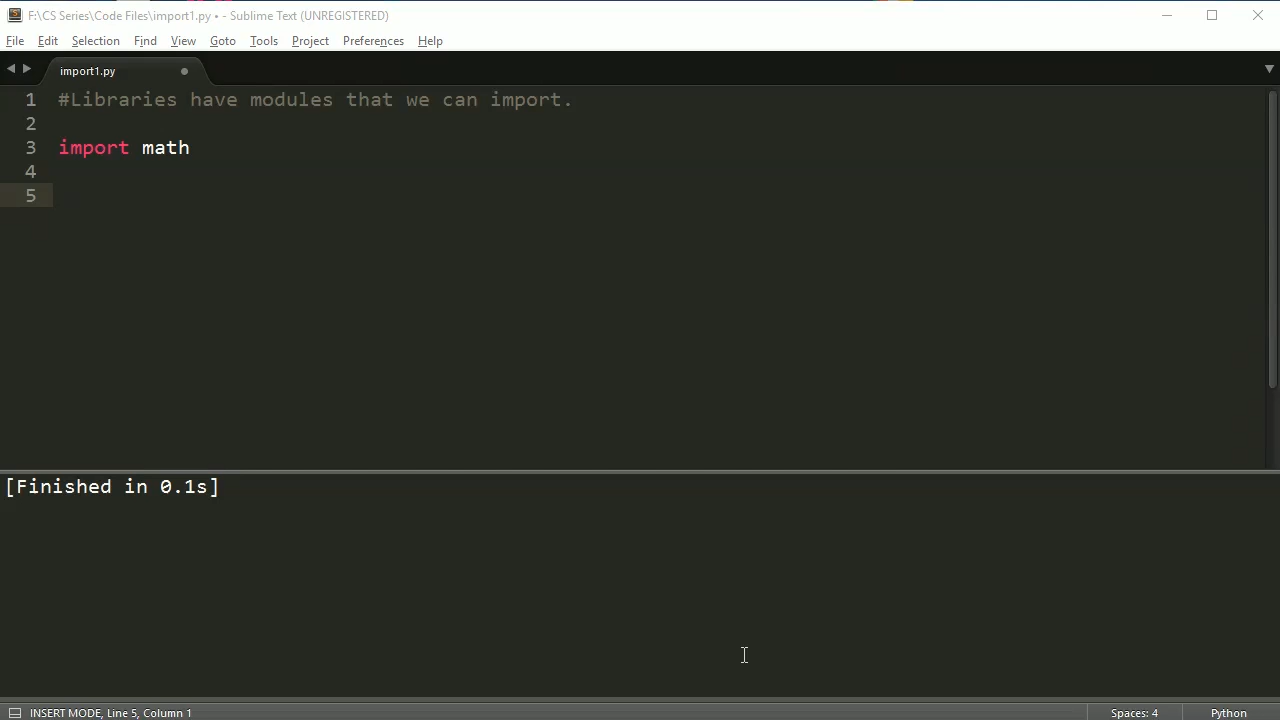 F:\CS Series\Code Files\import1.py • - Sublime Text (UNREGISTERED)
File Edit Selection Find View Goto Tools Project Preferences Help
import1.py
1 #Libraries have modules that we can import.
2
3 import math
4
5
[Finished in 0.1s]
INSERT MODE, Line 5, Column 1 Spaces: 4 Python